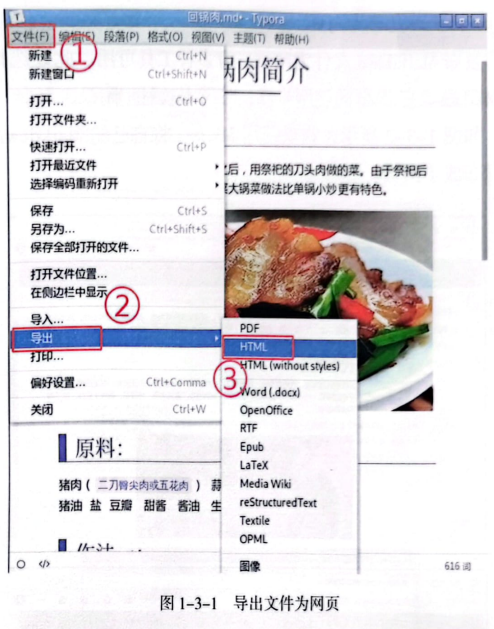 回锅肉.md• - Typora
文件(F) 编辑(E) 段落(P) 格式(O) 视图(V) 主题(T) 帮助(H)
①
新建 Ctrl+N
新建窗口 Ctrl+Shift+N
打开... Ctrl+O
打开文件夹...
快速打开... Ctrl+P
打开最近文件
选择编码重新打开
保存 Ctrl+S
另存为... Ctrl+Shift+S
保存全部打开的文件...
打开文件位置...
在侧边栏中显示
②
导入...
导出
打印...
偏好设置... Ctrl+Comma
关闭 Ctrl+W
锅肉简介
之后，用祭祀的刀头肉做的菜。由于祭祀后
大锅菜做法比单锅小炒更有特色。
PDF
HTML
③
HTML (without styles)
Word (.docx)
OpenOffice
RTF
Epub
LaTeX
Media Wiki
reStructuredText
Textile
OPML
图像
原料：
猪肉（ 二刀臀尖肉或五花肉 ） 蒜
猪油 盐 豆瓣 甜酱 酱油 生
</> 616 词
图 1-3-1 导出文件为网页